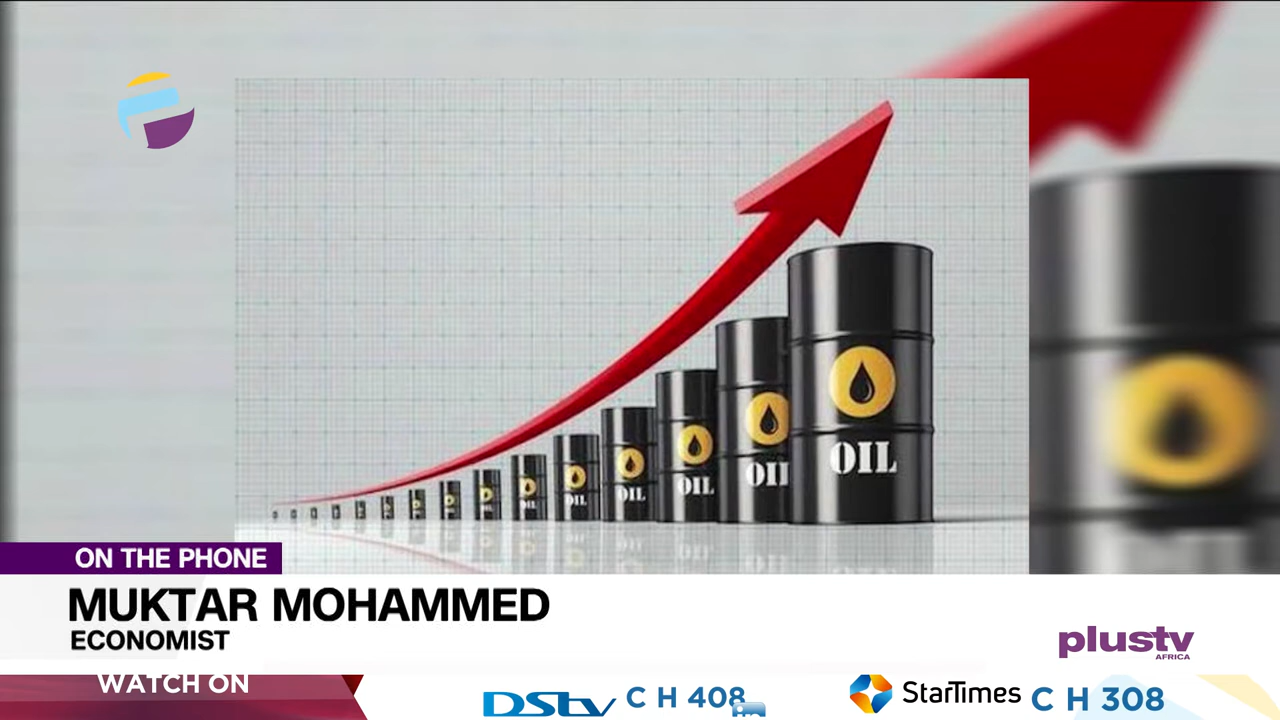 OIL
OIL
OIL
OIL
OIL
OIL
ON THE PHONE
MUKTAR MOHAMMED
ECONOMIST
plustv
AFRICA
WATCH ON
DStv CH 408
StarTimes CH 308